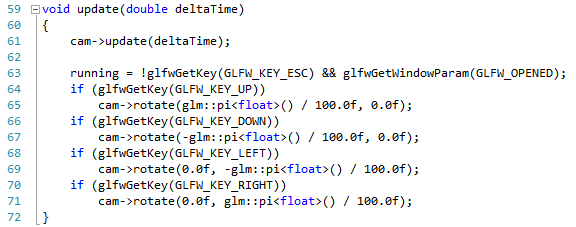 59 void update(double deltaTime)
60 {
61     cam->update(deltaTime);
62
63     running = !glfwGetKey(GLFW_KEY_ESC) && glfwGetWindowParam(GLFW_OPENED);
64     if (glfwGetKey(GLFW_KEY_UP))
65         cam->rotate(glm::pi<float>() / 100.0f, 0.0f);
66     if (glfwGetKey(GLFW_KEY_DOWN))
67         cam->rotate(-glm::pi<float>() / 100.0f, 0.0f);
68     if (glfwGetKey(GLFW_KEY_LEFT))
69         cam->rotate(0.0f, -glm::pi<float>() / 100.0f);
70     if (glfwGetKey(GLFW_KEY_RIGHT))
71         cam->rotate(0.0f, glm::pi<float>() / 100.0f);
72 }